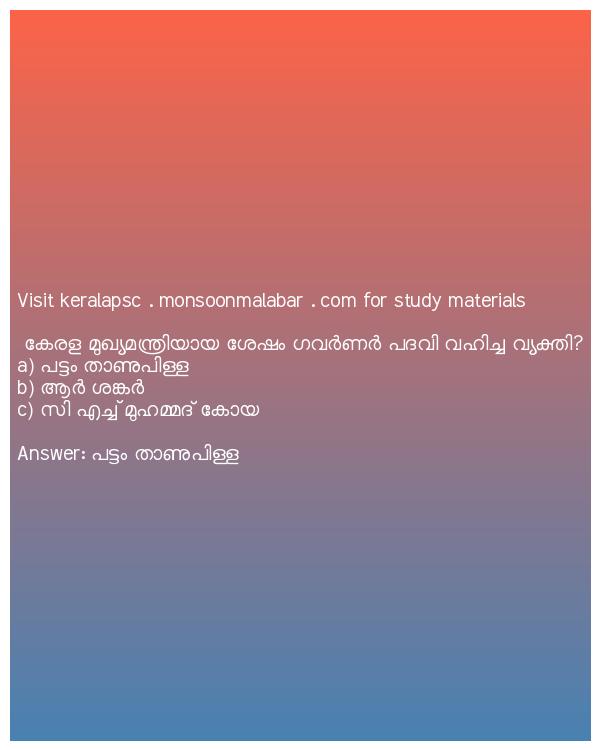 Visit keralapsc . monsoonmalabar . com for study materials
കേരള മുഖ്യമന്ത്രിയായ ശേഷം ഗവർണർ പദവി വഹിച്ച വ്യക്തി?
a) പട്ടം താണുപിള്ള
b) ആർ ശങ്കർ
c) സി എച്ച് മുഹമ്മദ് കോയ
Answer: പട്ടം താണുപിള്ള